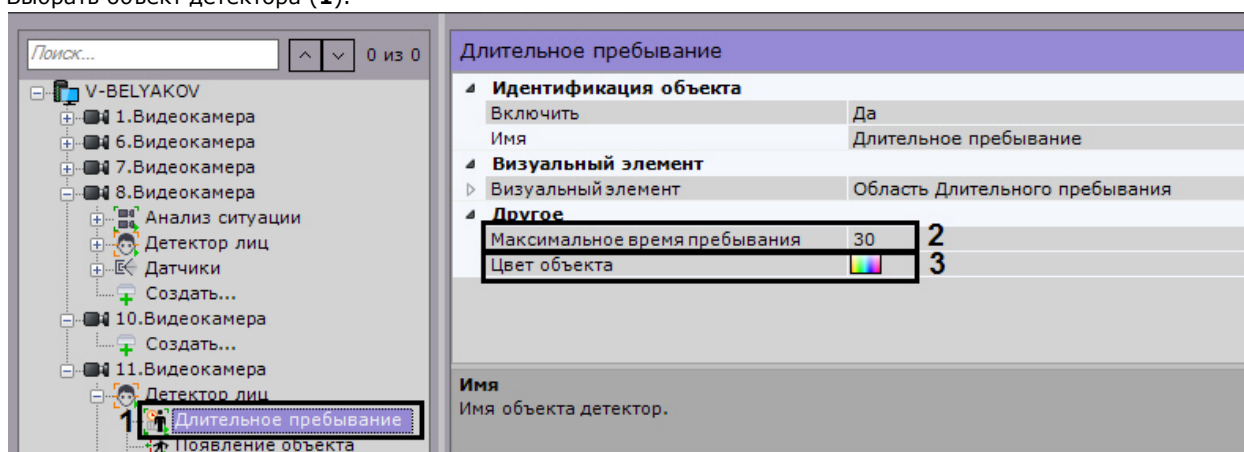 Выбрать объект детектора (1).
Поиск...
0 из 0
V-BELYAKOV
1.Видеокамера
6.Видеокамера
7.Видеокамера
8.Видеокамера
Анализ ситуации
Детектор лиц
Датчики
Создать...
10.Видеокамера
Создать...
11.Видеокамера
Детектор лиц
1 Длительное пребывание
Появление объекта
Длительное пребывание
Идентификация объекта
Включить Да
Имя Длительное пребывание
Визуальный элемент
Визуальный элемент Область Длительного пребывания
Другое
Максимальное время пребывания 30 2
Цвет объекта 3
Имя
Имя объекта детектор.